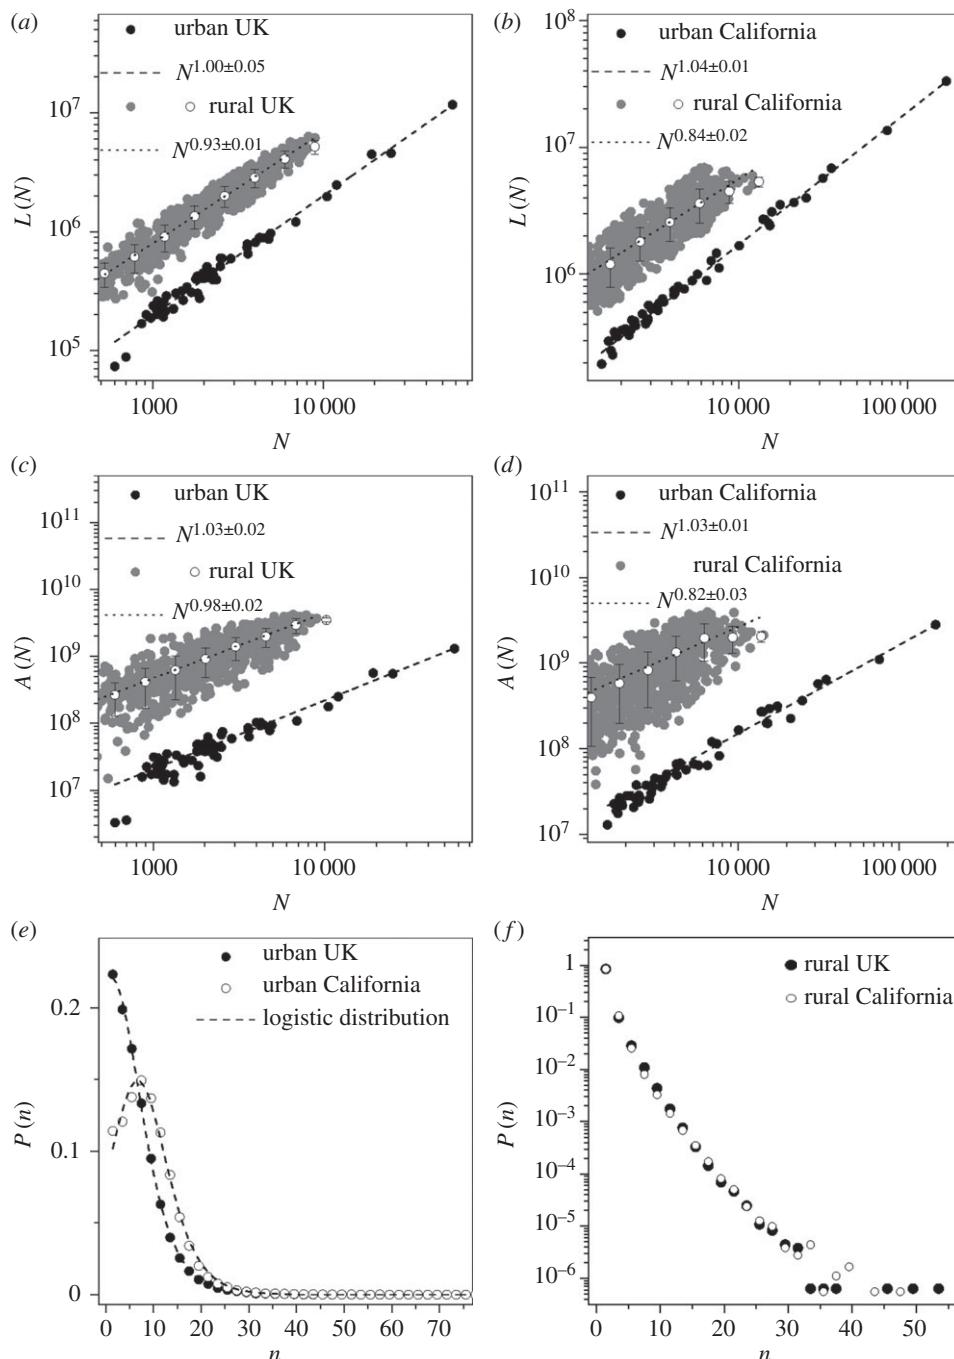 (a)
urban UK
N^1.00±0.05
rural UK
N^0.93±0.01
10^7
10^6
10^5
L(N)
1000
10 000
N
(b)
10^8
urban California
N^1.04±0.01
rural California
N^0.84±0.02
10^7
10^6
L(N)
10 000
100 000
N
(c)
urban UK
N^1.03±0.02
rural UK
N^0.98±0.02
10^11
10^10
10^9
10^8
10^7
A(N)
1000
10 000
N
(d)
urban California
N^1.03±0.01
rural California
N^0.82±0.03
10^11
10^10
10^9
10^8
10^7
A(N)
10 000
100 000
N
(e)
urban UK
urban California
logistic distribution
0.2
0.1
0
P(n)
0 10 20 30 40 50 60 70
n
(f)
rural UK
rural California
1
10^−1
10^−2
10^−3
10^−4
10^−5
10^−6
P(n)
0 10 20 30 40 50
n